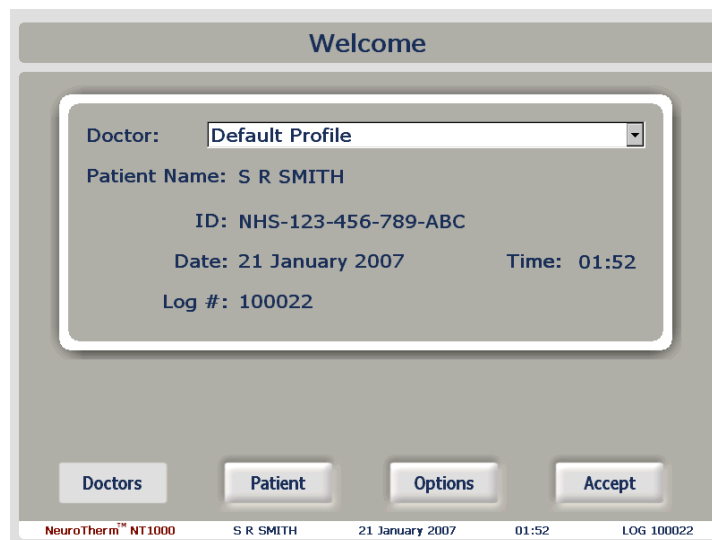 Welcome
Doctor: Default Profile
Patient Name: S R SMITH
ID: NHS-123-456-789-ABC
Date: 21 January 2007 Time: 01:52
Log #: 100022
Doctors Patient Options Accept
NeuroTherm™ NT1000 S R SMITH 21 January 2007 01:52 LOG 100022